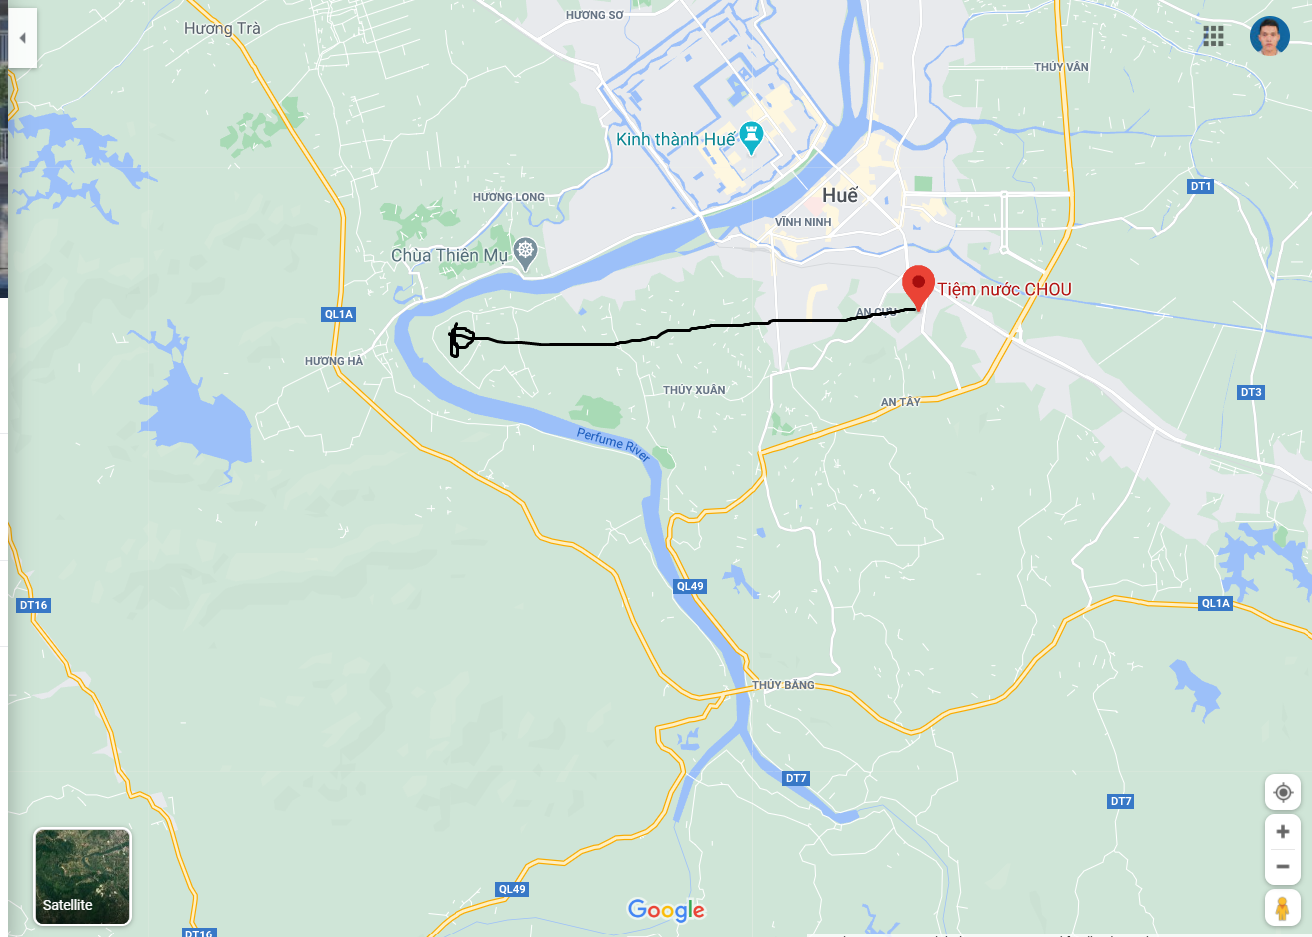 Hương Trà
HƯƠNG SƠ
THỦY VÂN
Kinh thành Huế
DT1
HƯƠNG LONG
Huế
VĨNH NINH
Chùa Thiên Mụ
Tiệm nước CHOU
QL1A
AN CỰU
HƯƠNG HÀ
THỦY XUÂN
DT3
AN TÂY
Perfume River
QL49
DT16
QL1A
THỦY BẰNG
DT7
DT7
Satellite
QL49
Google
DT16